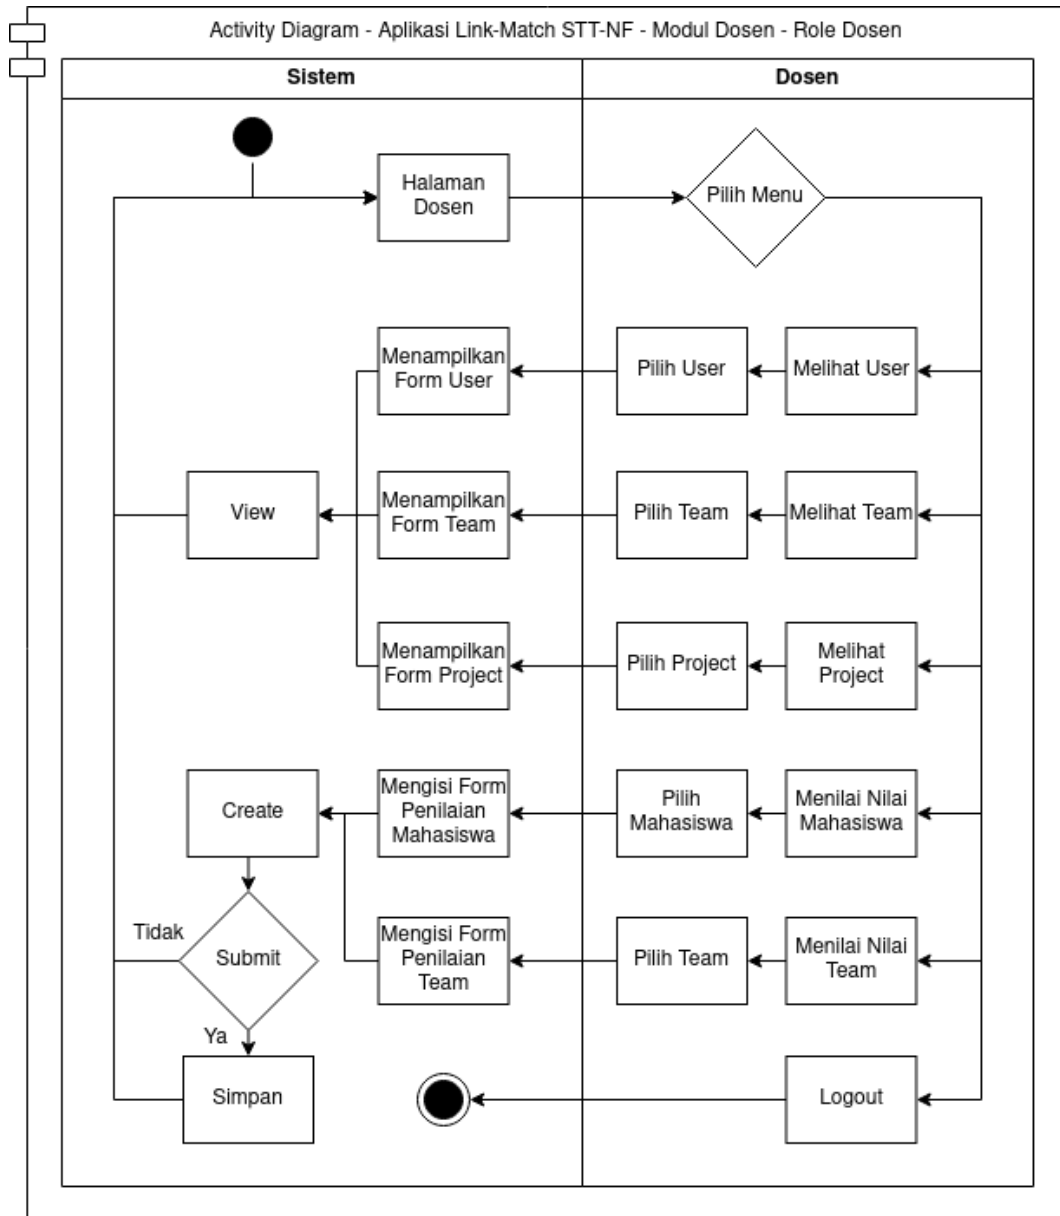 Activity Diagram - Aplikasi Link-Match STT-NF - Modul Dosen - Role Dosen
Sistem
Dosen
Halaman
Dosen
Pilih Menu
Menampilkan
Form User
Pilih User
Melihat User
View
Menampilkan
Form Team
Pilih Team
Melihat Team
Menampilkan
Form Project
Pilih Project
Melihat
Project
Create
Mengisi Form
Penilaian
Mahasiswa
Pilih
Mahasiswa
Menilai Nilai
Mahasiswa
Tidak
Submit
Mengisi Form
Penilaian
Team
Pilih Team
Menilai Nilai
Team
Ya
Simpan
Logout